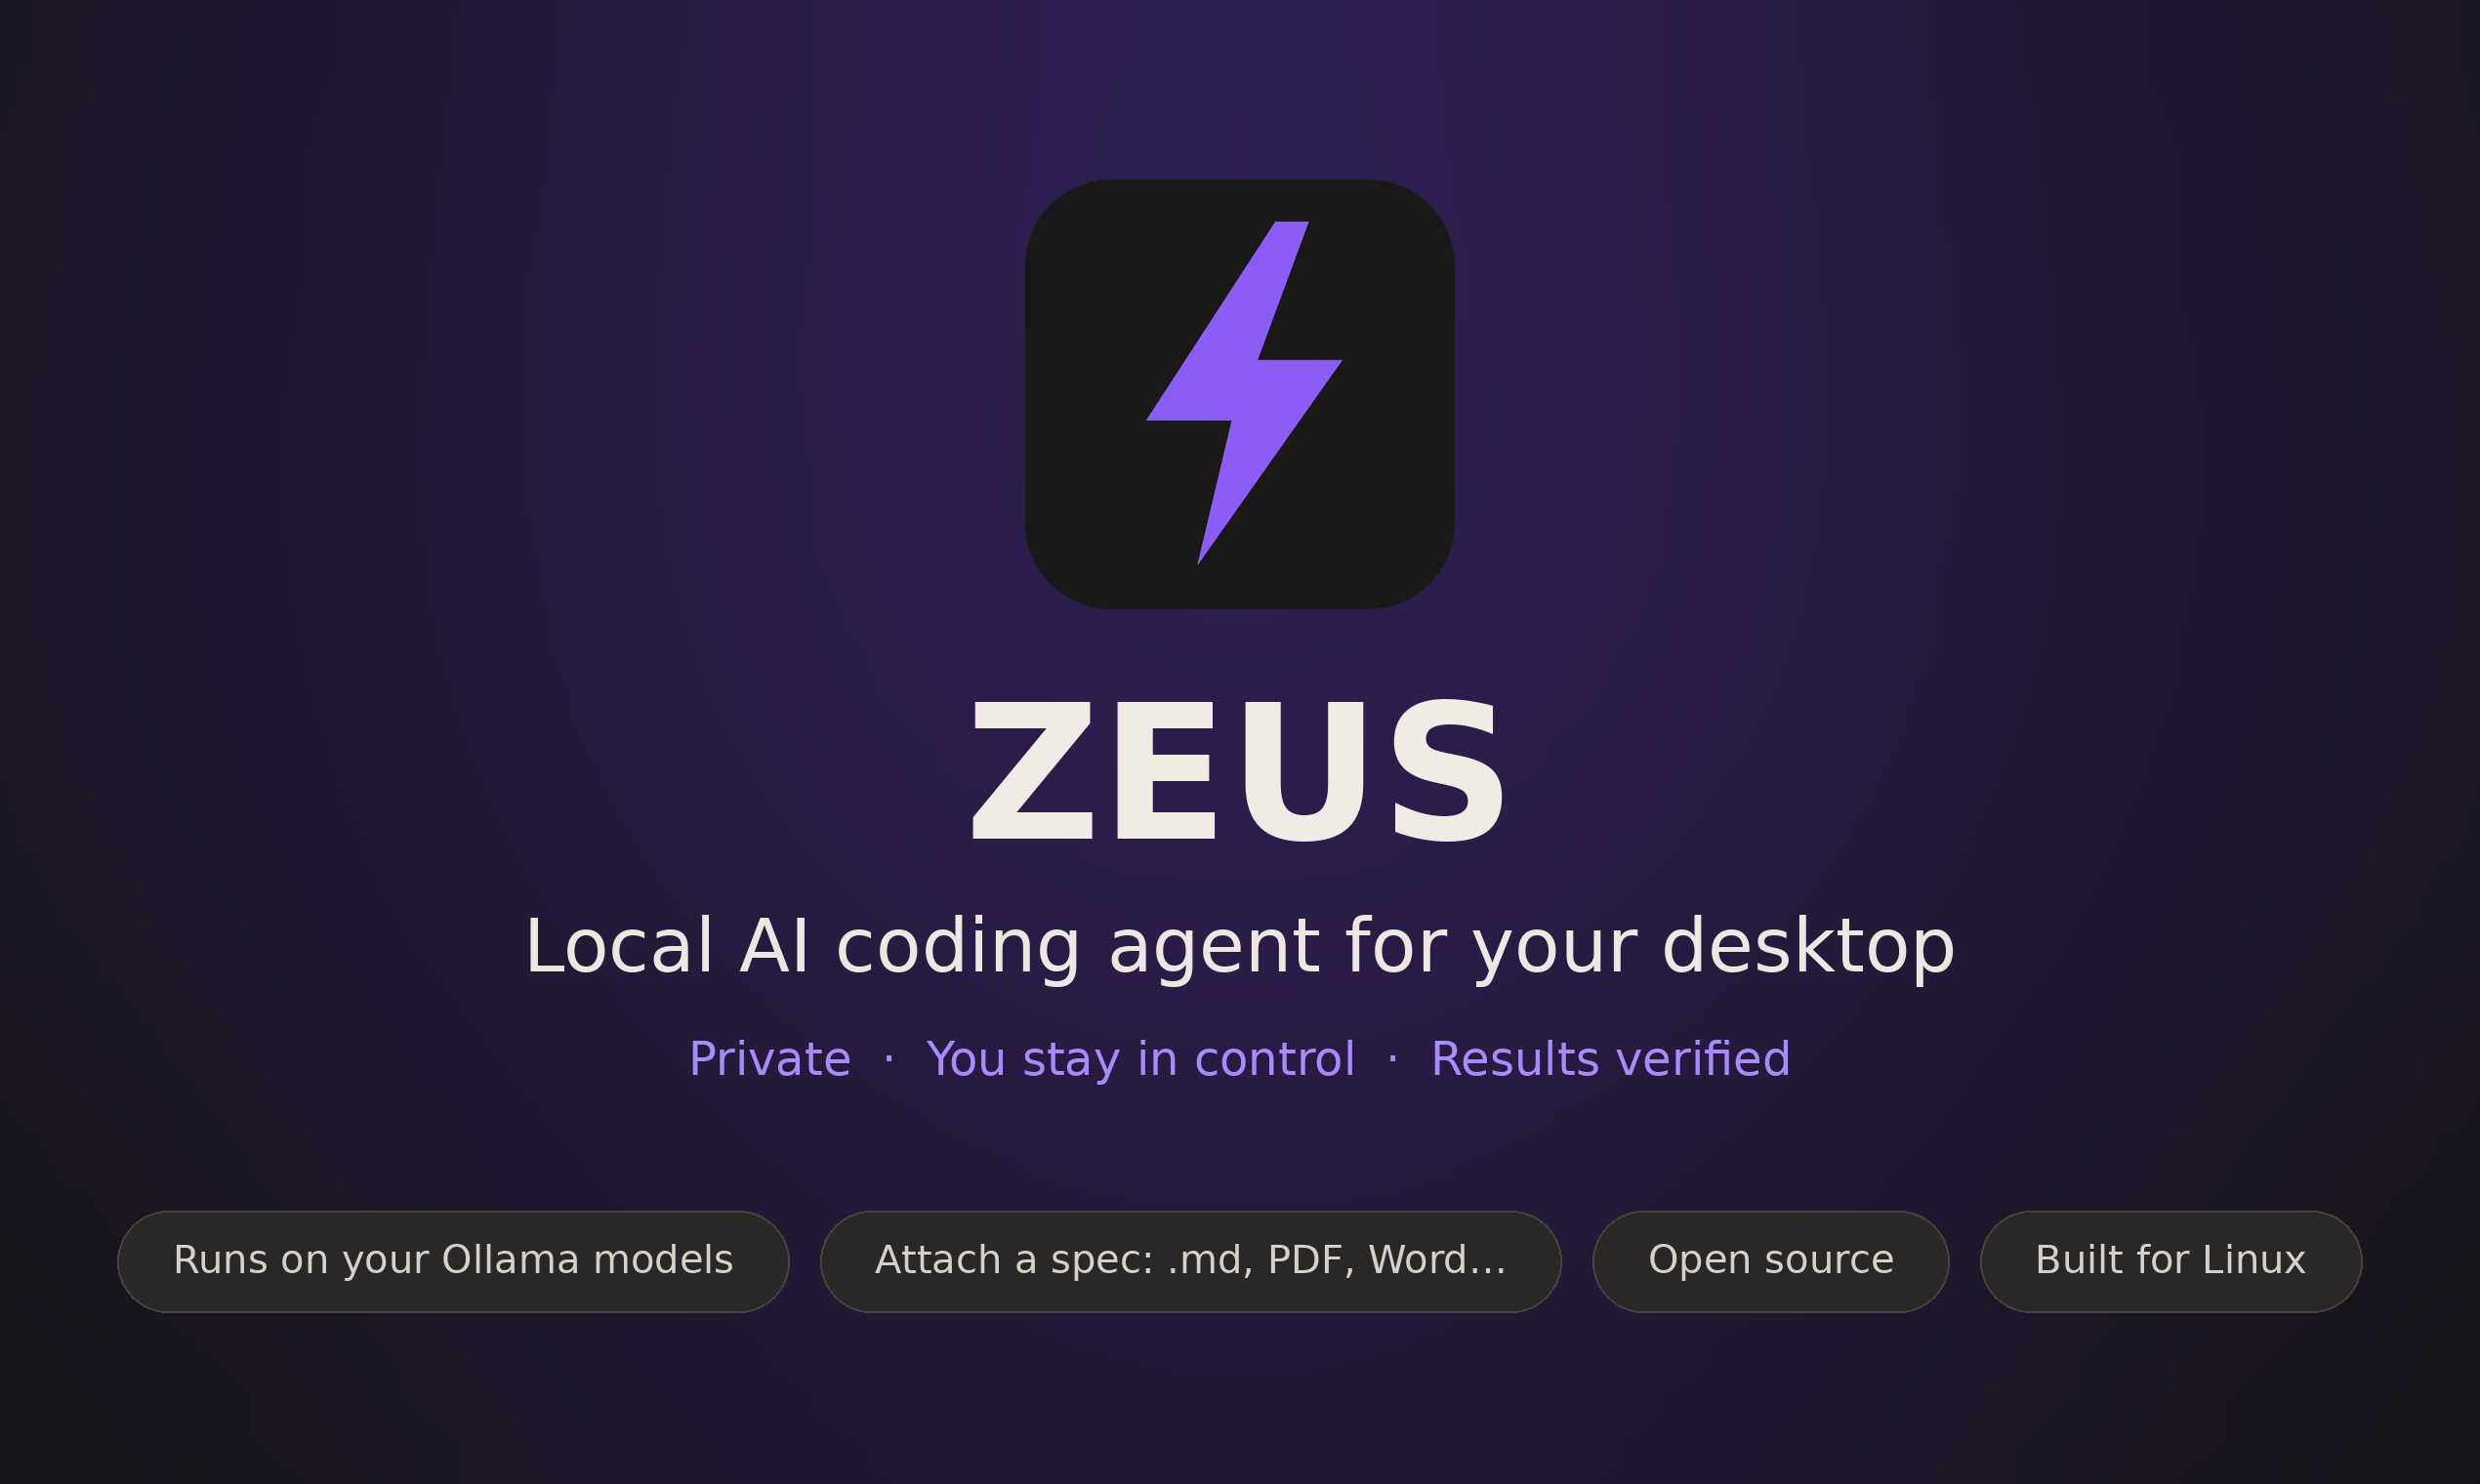 ZEUS
Local AI coding agent for your desktop
Private · You stay in control · Results verified
Runs on your Ollama models
Attach a spec: .md, PDF, Word...
Open source
Built for Linux